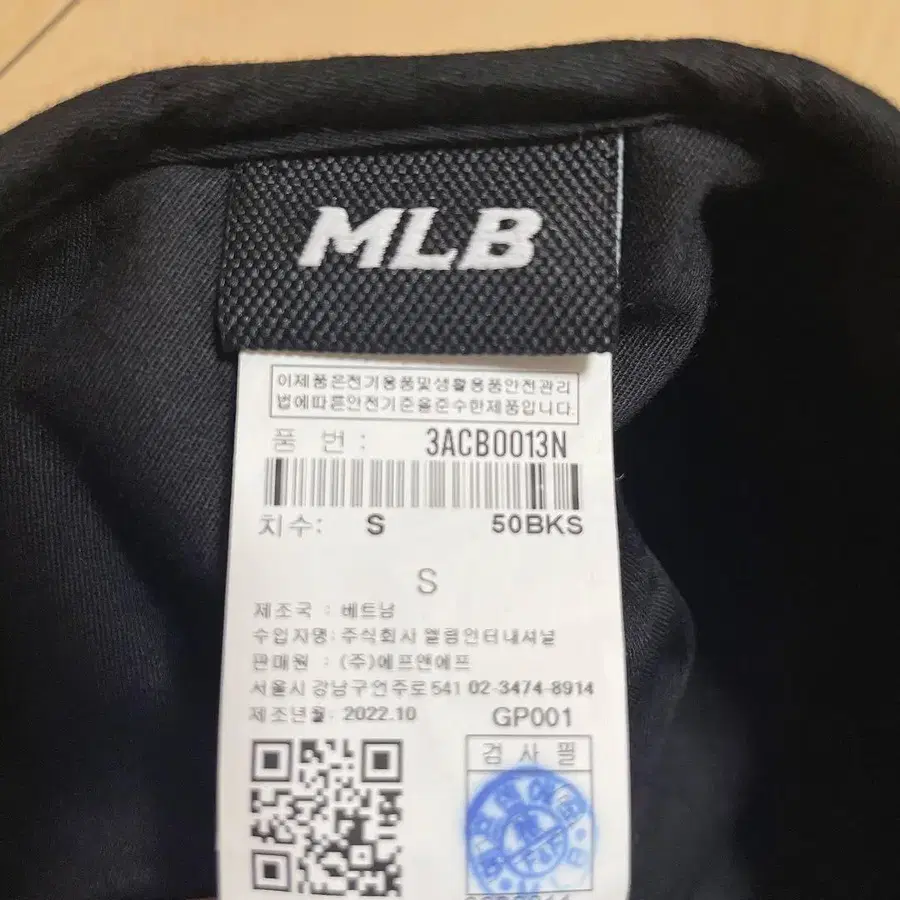 MLB
이제품은전기용품및생활용품안전관리
법에따른안전기준을준수한제품입니다.
품 번 : 3ACB0013N
치수: S 50BKS
S
제조국 : 베트남
수입자명: 주식회사 열림인터내셔널
판매원 : (주)에프앤에프
서울시 강남구언주로541 02-3474-8914
제조년월: 2022.10 GP001
검 사 필
F&F